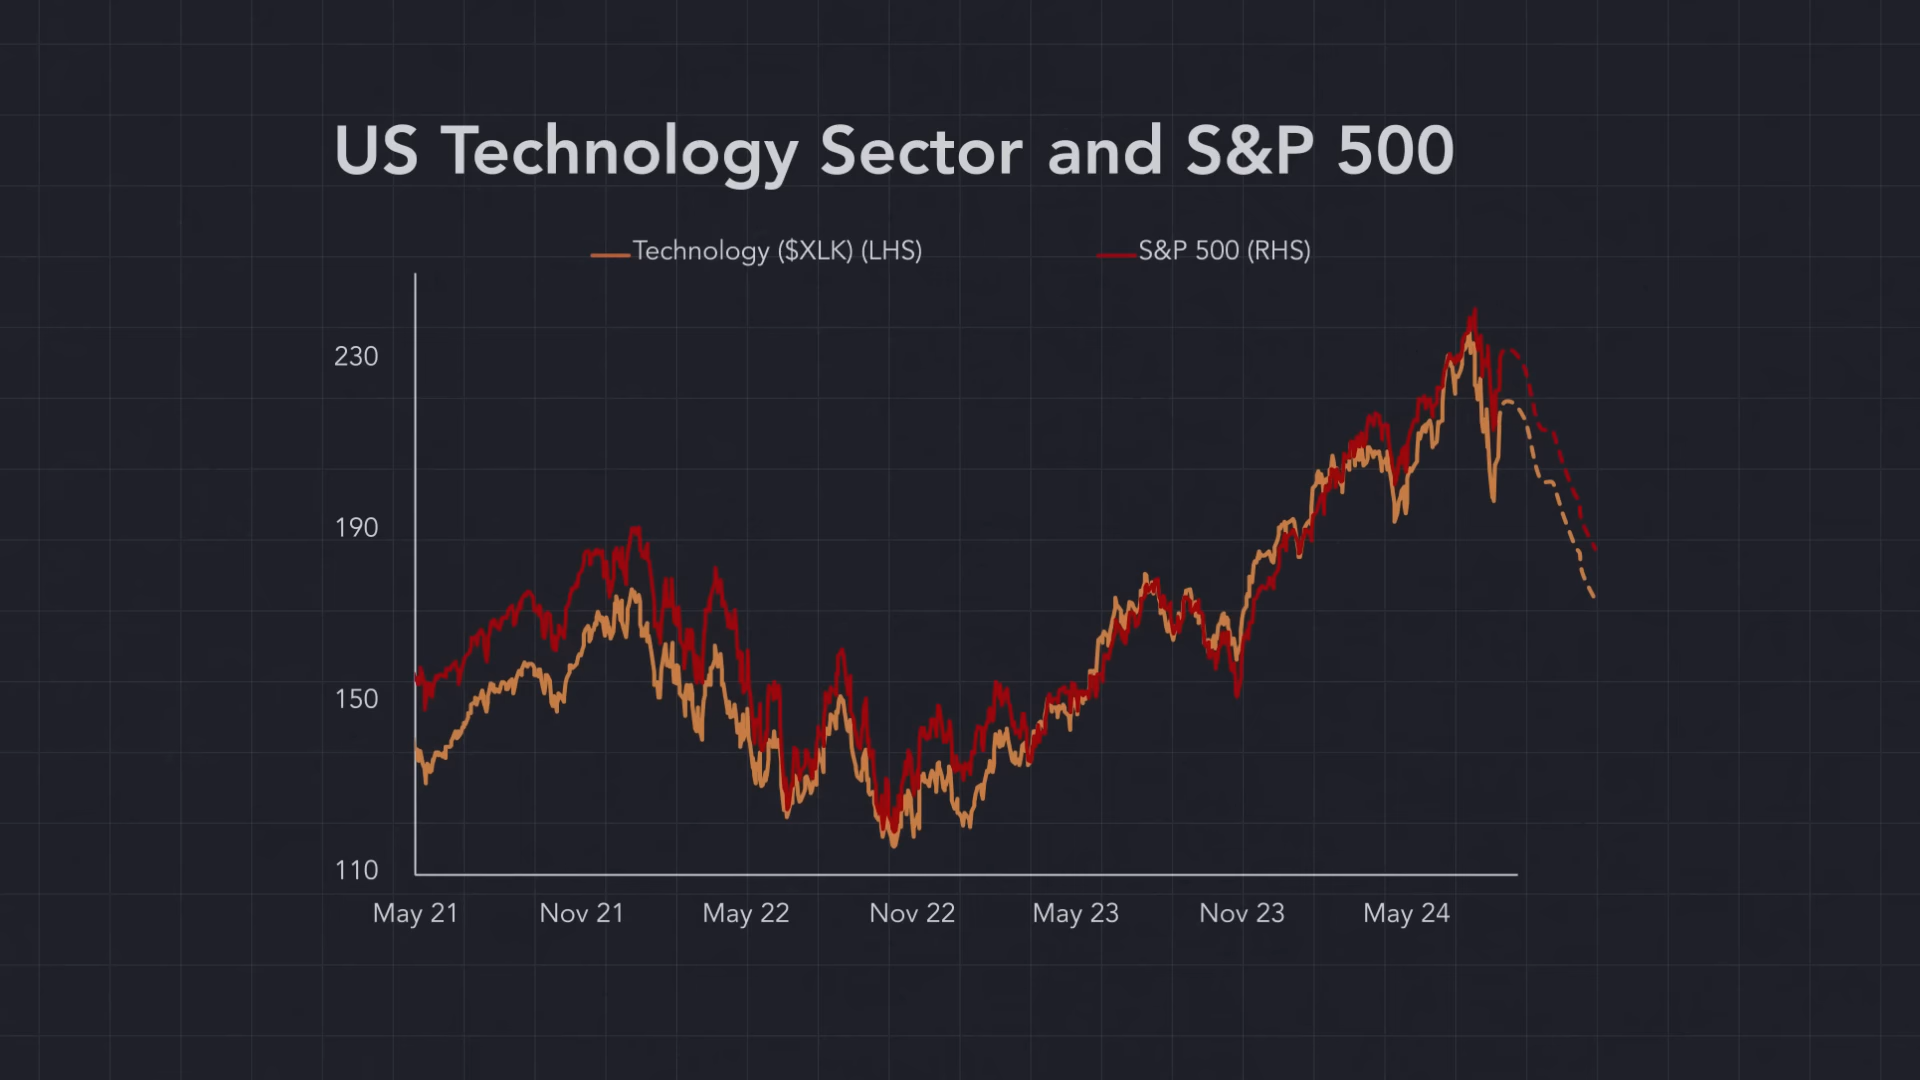 US Technology Sector and S&P 500
Technology ($XLK) (LHS)
S&P 500 (RHS)
230
190
150
110
May 21
Nov 21
May 22
Nov 22
May 23
Nov 23
May 24